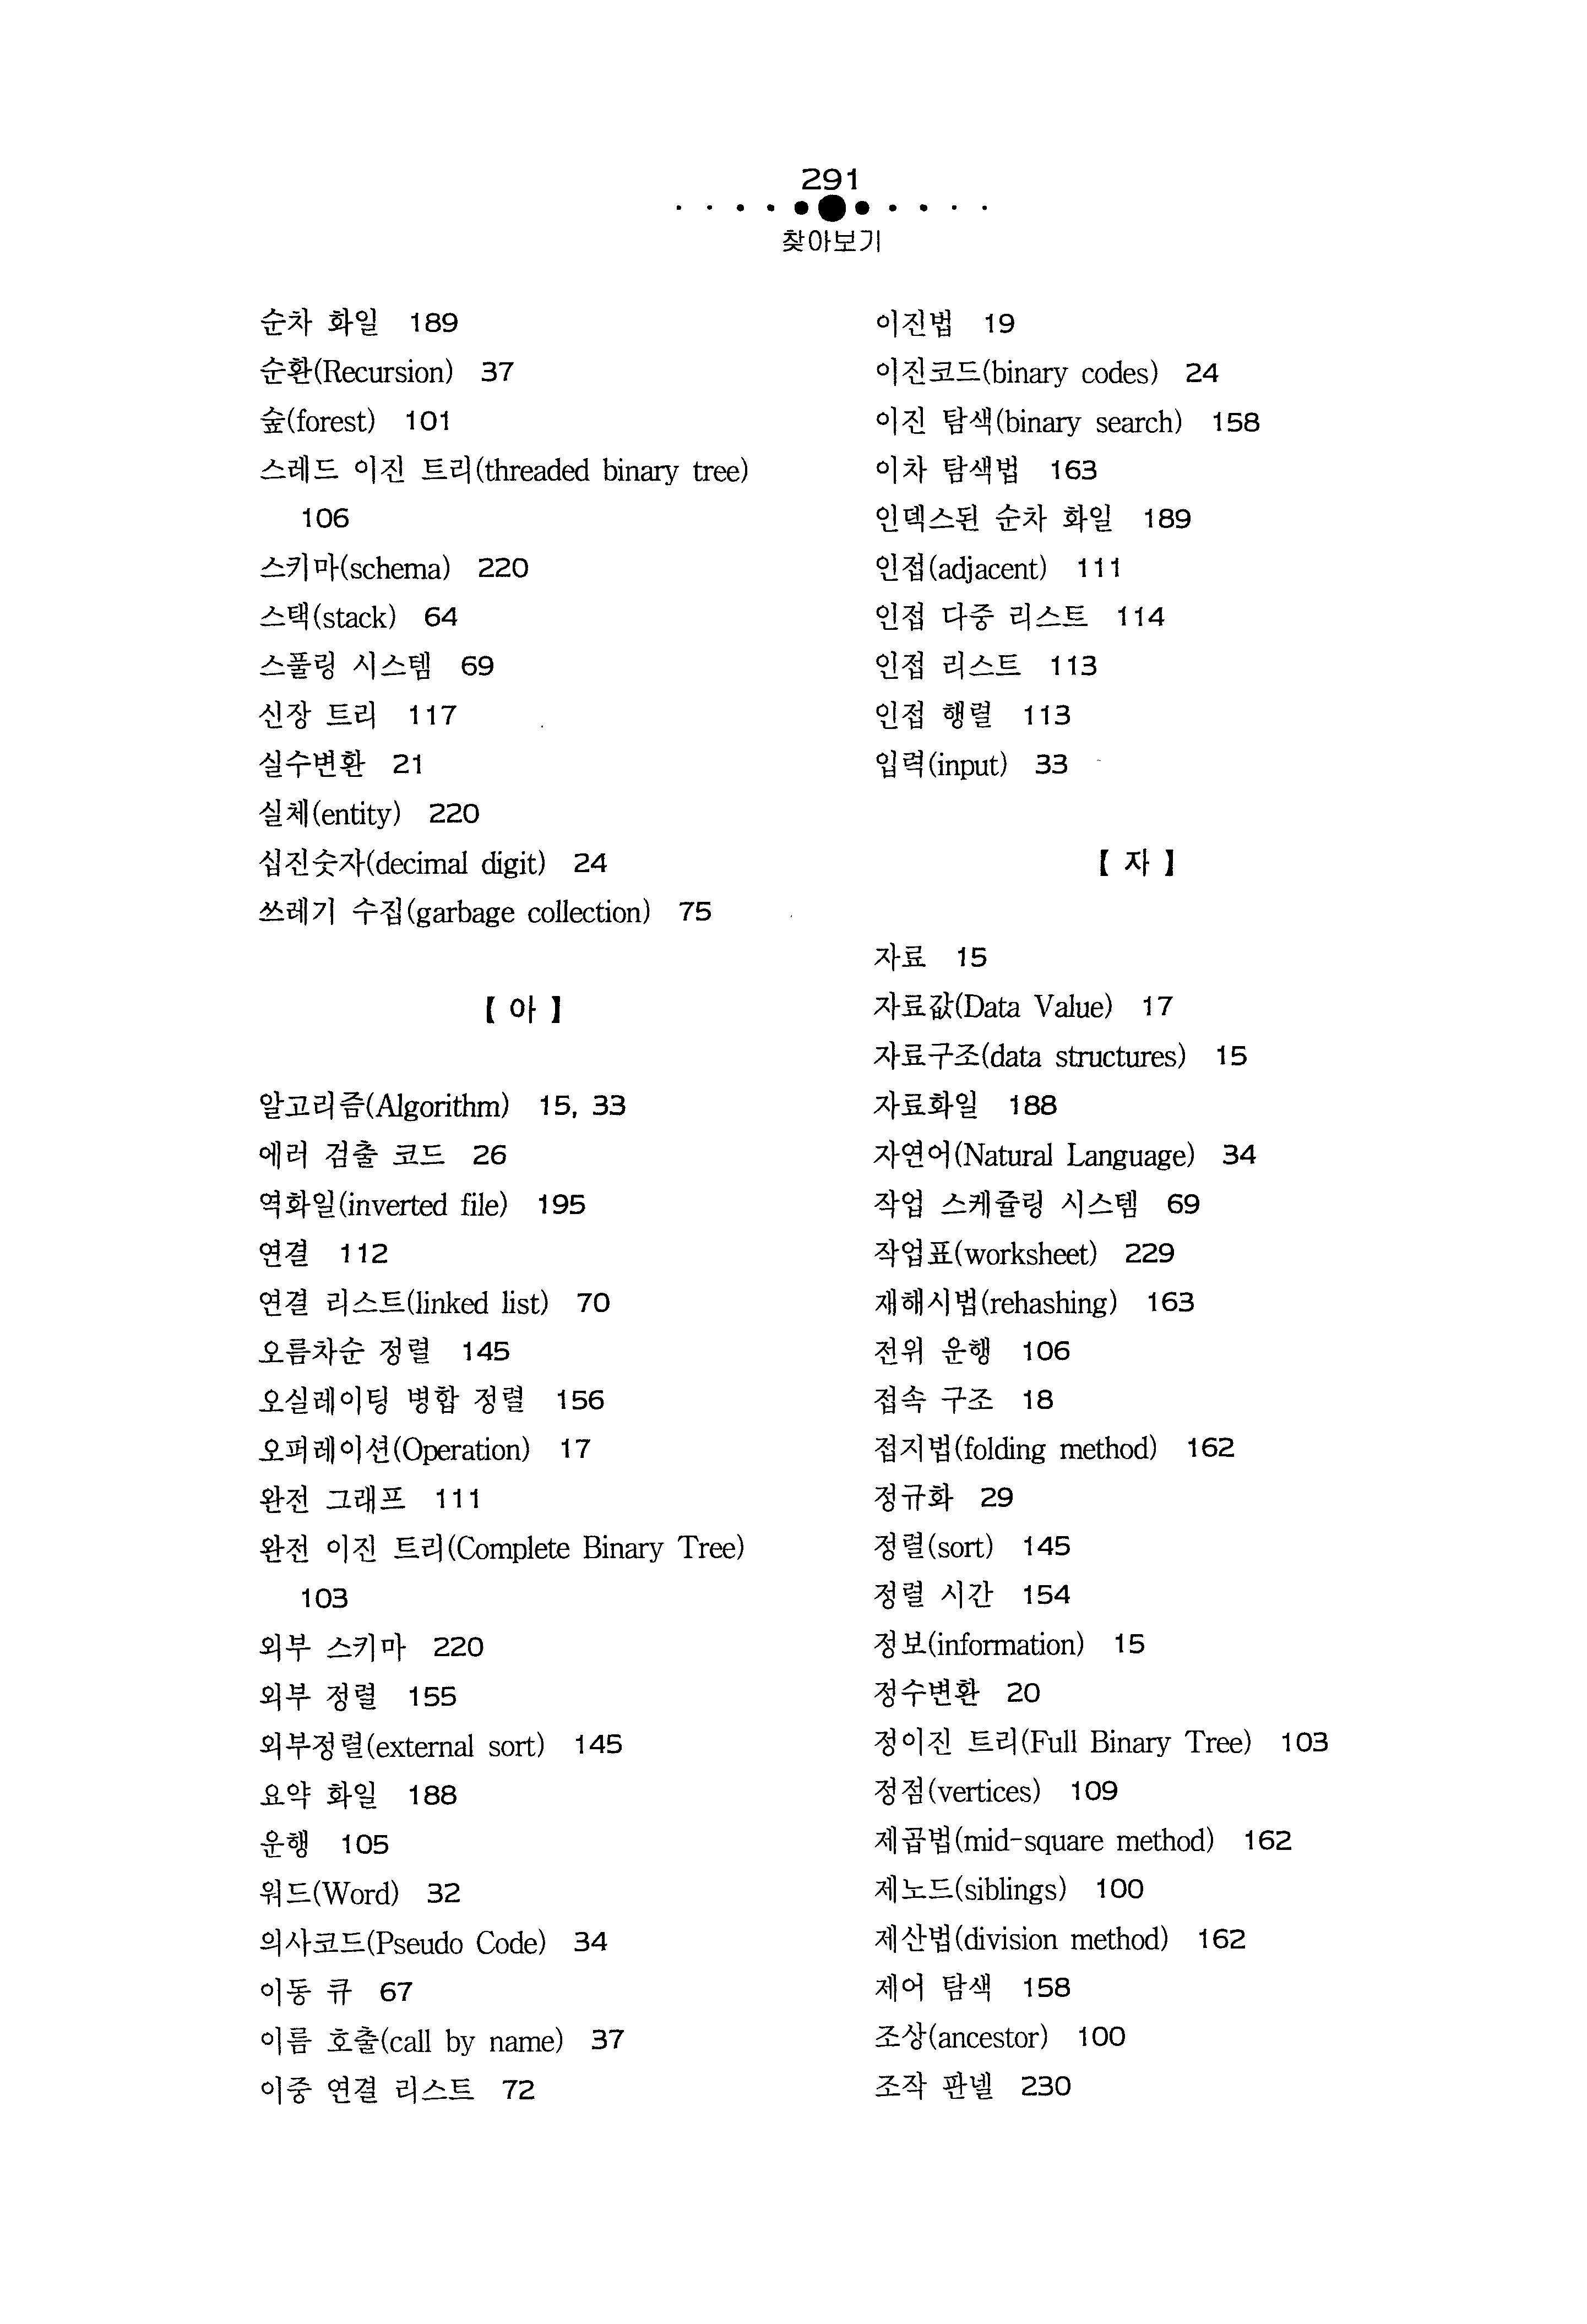 291
찾아보기
순차 화일 189
순환(Recursion) 37
숲(forest) 101
스레드 이진 트리(threaded binary tree)
106
스키마(schema) 220
스택(stack) 64
스풀링 시스템 69
신장 트리 117
실수변환 21
실체(entity) 220
십진숫자(decimal digit) 24
쓰레기 수집(garbage collection) 75
【 아 】
알고리즘(Algorithm) 15, 33
에러 검출 코드 26
역화일(inverted file) 195
연결 112
연결 리스트(linked list) 70
오름차순 정렬 145
오실레이팅 병합 정렬 156
오퍼레이션(Operation) 17
완전 그래프 111
완전 이진 트리(Complete Binary Tree)
103
외부 스키마 220
외부 정렬 155
외부정렬(external sort) 145
요약 화일 188
운행 105
워드(Word) 32
의사코드(Pseudo Code) 34
이동 큐 67
이름 호출(call by name) 37
이중 연결 리스트 72
이진법 19
이진코드(binary codes) 24
이진 탐색(binary search) 158
이차 탐색법 163
인덱스된 순차 화일 189
인접(adjacent) 111
인접 다중 리스트 114
인접 리스트 113
인접 행렬 113
입력(input) 33
【 자 】
자료 15
자료값(Data Value) 17
자료구조(data structures) 15
자료화일 188
자연어(Natural Language) 34
작업 스케쥴링 시스템 69
작업표(worksheet) 229
재해시법(rehashing) 163
전위 운행 106
접속 구조 18
접지법(folding method) 162
정규화 29
정렬(sort) 145
정렬 시간 154
정보(information) 15
정수변환 20
정이진 트리(Full Binary Tree) 103
정점(vertices) 109
제곱법(mid-square method) 162
제노드(siblings) 100
제산법(division method) 162
제어 탐색 158
조상(ancestor) 100
조작 판넬 230